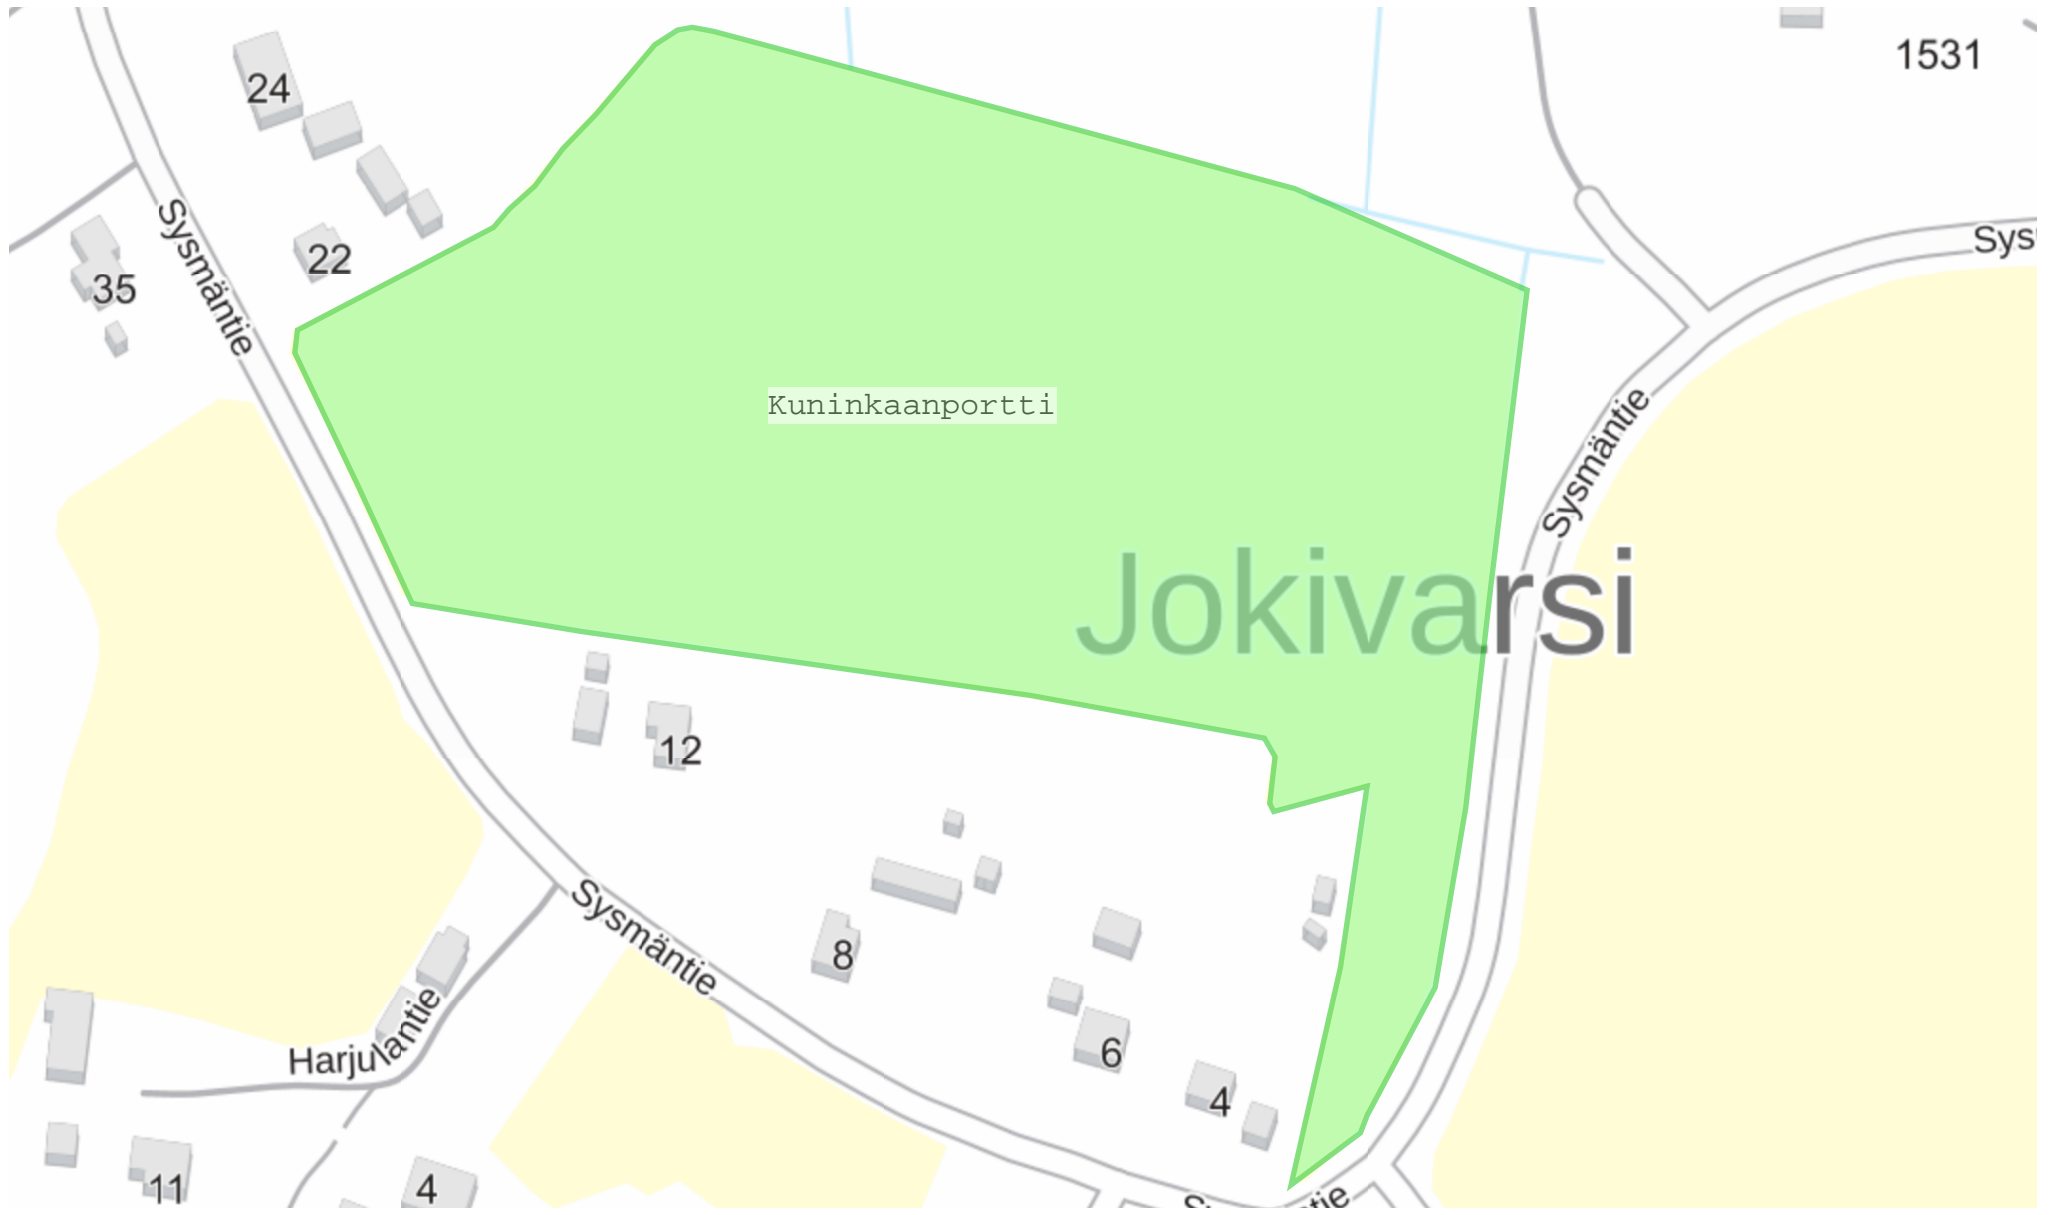 24
1531
Sysmäntie
22
Sys
35
Kuninkaanportti
Sysmäntie
Jokivarsi
12
Sysmäntie
8
Harjulantie
6
4
11
4